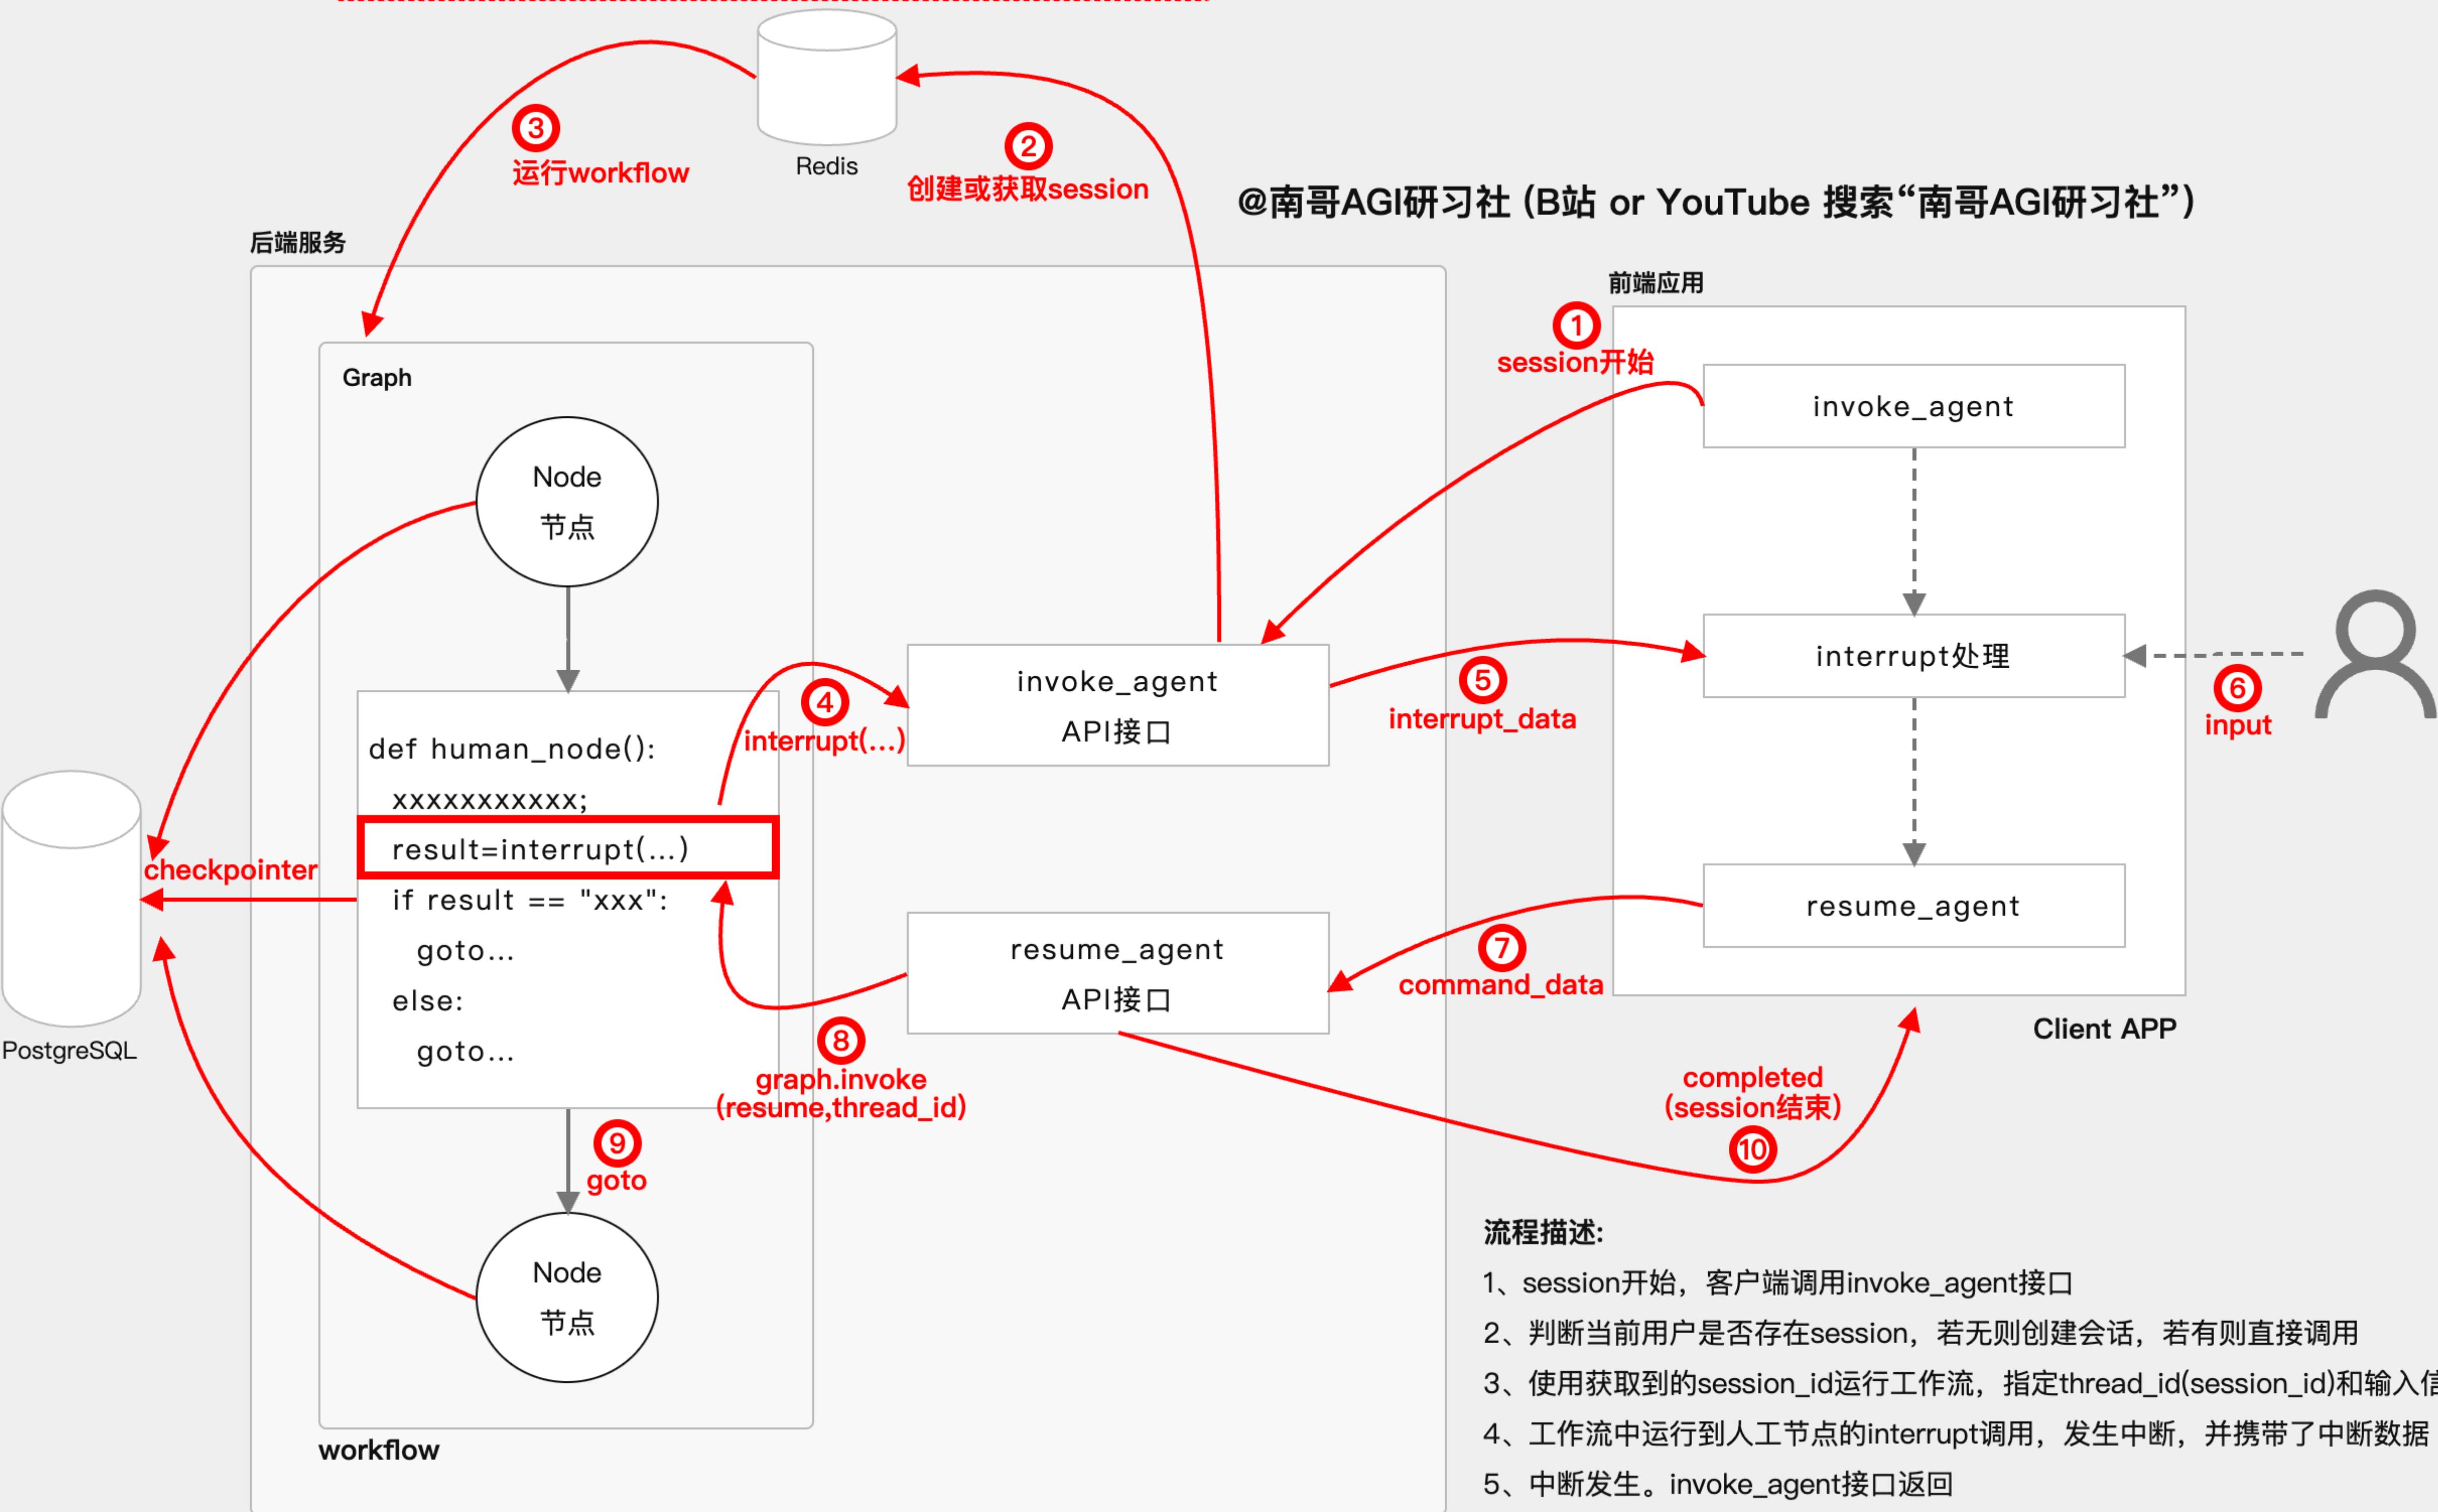 Redis
③
运行workflow
②
创建或获取session
@南哥AGI研习社 (B站 or YouTube 搜索“南哥AGI研习社”)
后端服务
前端应用
①
session开始
Graph
invoke_agent
Node
节点
invoke_agent
API接口
④
interrupt(...)
⑤
interrupt_data
interrupt处理
⑥
input
def human_node():
xxxxxxxxxxx;
result=interrupt(...)
if result == "xxx":
goto...
else:
goto...
checkpointer
PostgreSQL
resume_agent
API接口
resume_agent
⑦
command_data
Client APP
⑧
graph.invoke
(resume,thread_id)
completed
(session结束)
⑩
⑨
goto
Node
节点
workflow
流程描述:
1、session开始，客户端调用invoke_agent接口
2、判断当前用户是否存在session，若无则创建会话，若有则直接调用
3、使用获取到的session_id运行工作流，指定thread_id(session_id)和输入信
4、工作流中运行到人工节点的interrupt调用，发生中断，并携带了中断数据
5、中断发生。invoke_agent接口返回